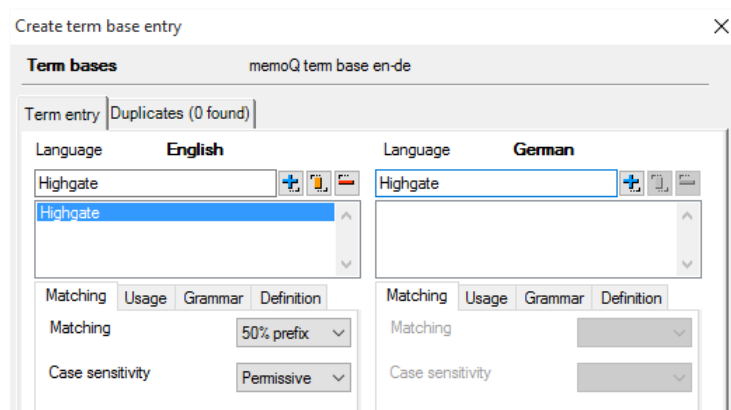 Create term base entry
Term bases memoQ term base en-de
Term entry Duplicates (0 found)
Language English Language German
Highgate Highgate
Highgate
Matching Usage Grammar Definition Matching Usage Grammar Definition
Matching 50% prefix Matching
Case sensitivity Permissive Case sensitivity